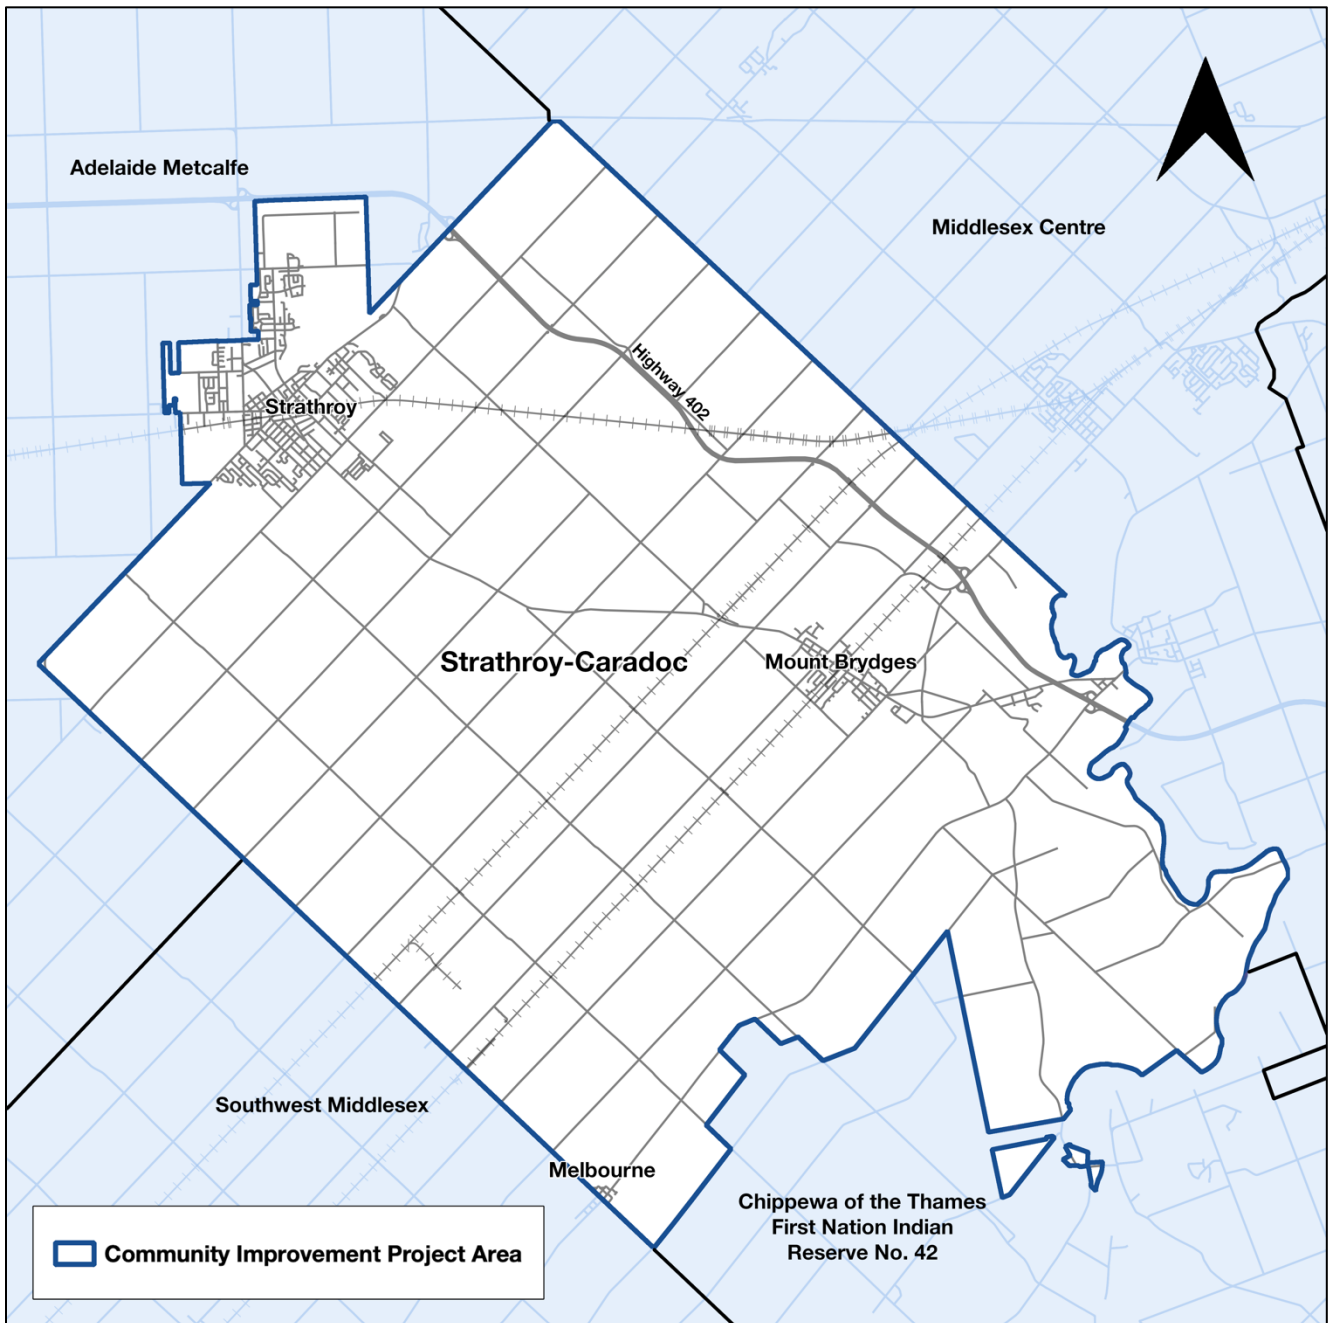 Adelaide Metcalfe
Middlesex Centre
Highway 402
Strathroy
Strathroy-Caradoc
Mount Brydges
Southwest Middlesex
Melbourne
Chippewa of the Thames
First Nation Indian
Reserve No. 42
Community Improvement Project Area